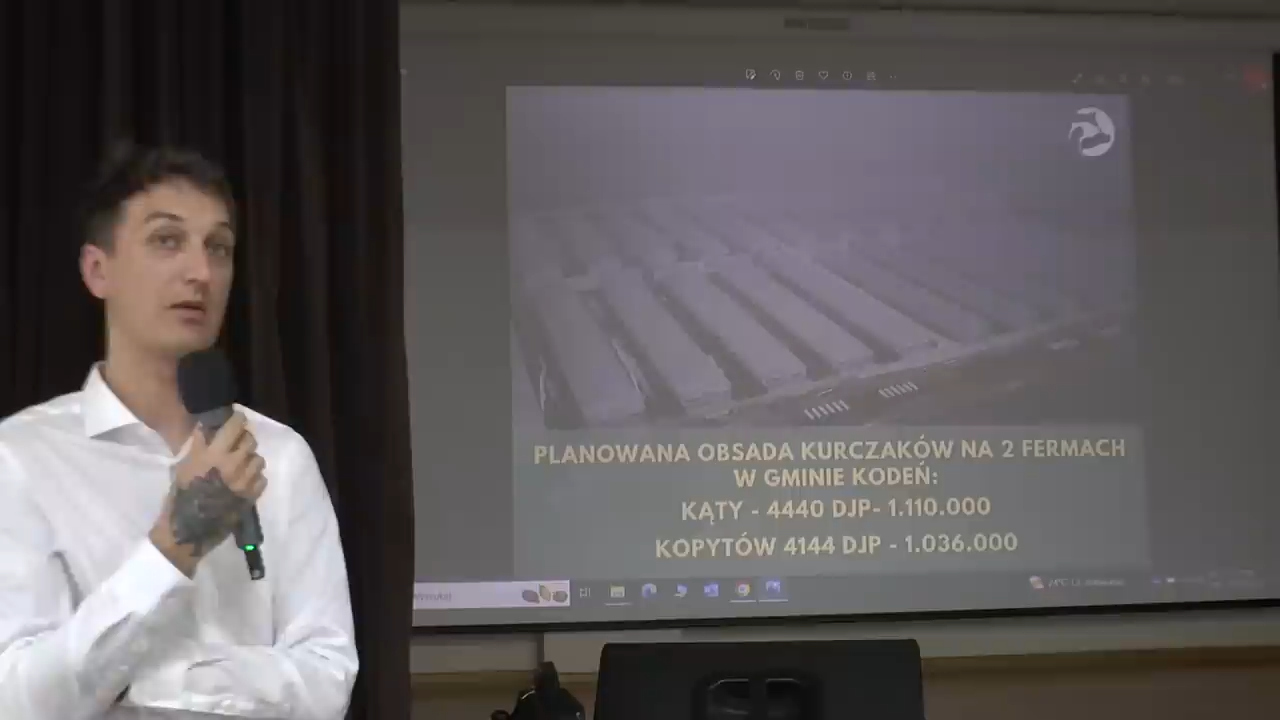 PLANOWANA OBSADA KURCZAKÓW NA 2 FERMACH
W GMINIE KODEŃ:
KĄTY - 4440 DJP- 1.110.000
KOPYTÓW 4144 DJP - 1.036.000